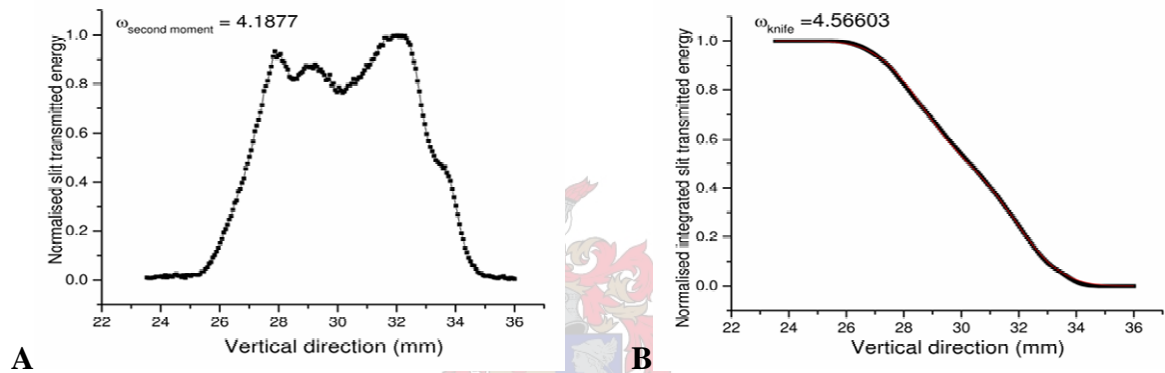 ω second moment = 4.1877
Normalised slit transmitted energy
1.0
0.8
0.6
0.4
0.2
0.0
22 24 26 28 30 32 34 36
Vertical direction (mm)
A
ω knife =4.56603
Normalised integrated slit transmitted energy
1.0
0.8
0.6
0.4
0.2
0.0
22 24 26 28 30 32 34 36
Vertical direction (mm)
B